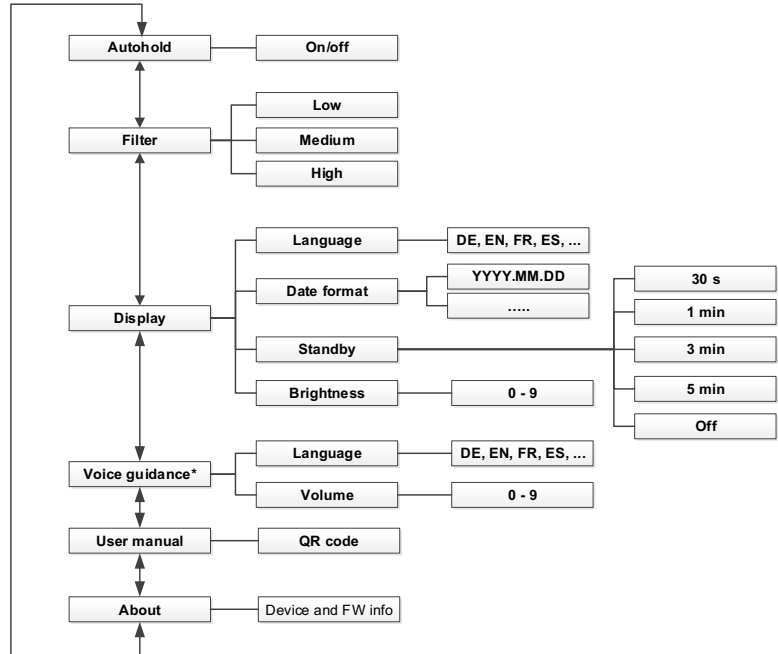 Autohold
On/off
Filter
Low
Medium
High
Display
Language
DE, EN, FR, ES, ...
Date format
YYYY.MM.DD
.....
Standby
30 s
1 min
3 min
5 min
Off
Brightness
0 - 9
Voice guidance*
Language
DE, EN, FR, ES, ...
Volume
0 - 9
User manual
QR code
About
Device and FW info